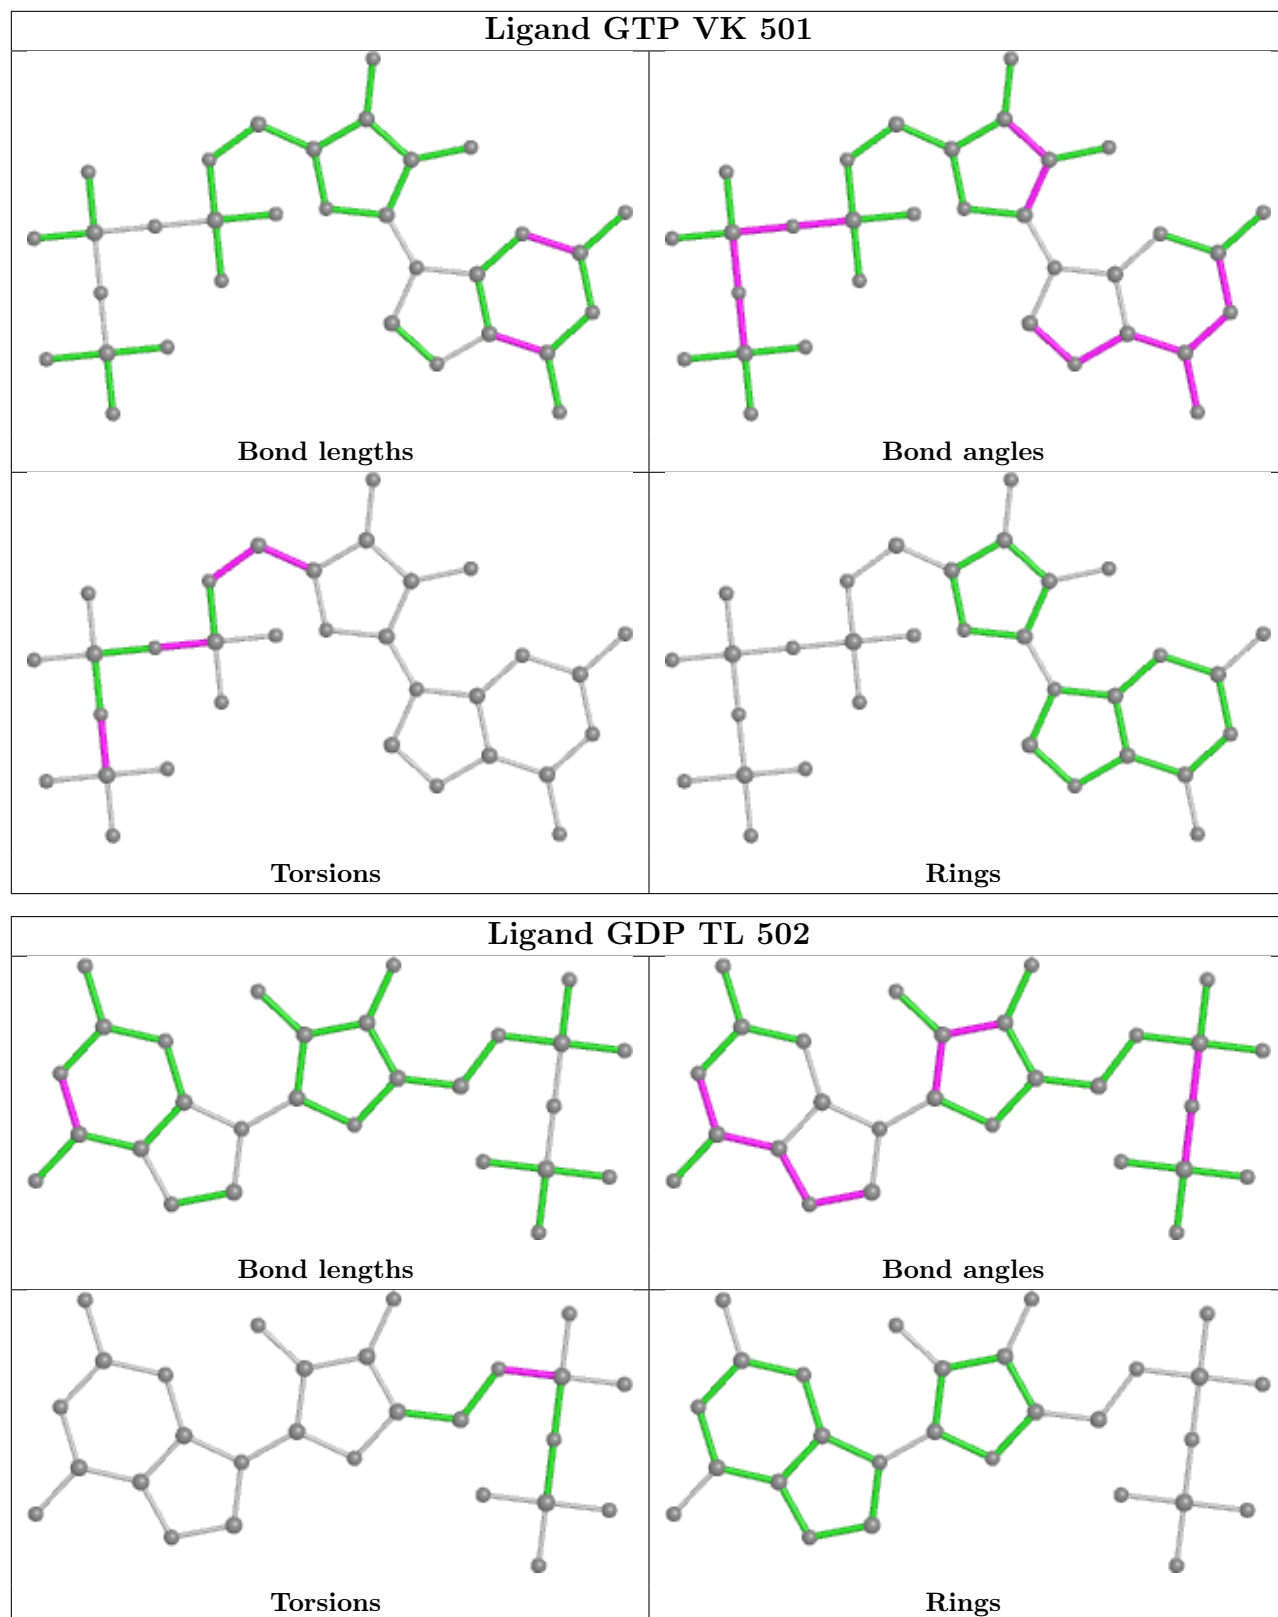 Ligand GTP VK 501
Bond lengths
Bond angles
Torsions
Rings
Ligand GDP TL 502
Bond lengths
Bond angles
Torsions
Rings